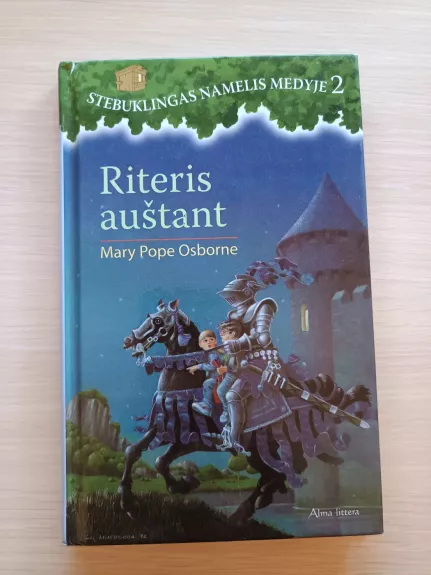 STEBUKLINGAS NAMELIS MEDYJE 2
Riteris
auštant
Mary Pope Osborne
Alma littera